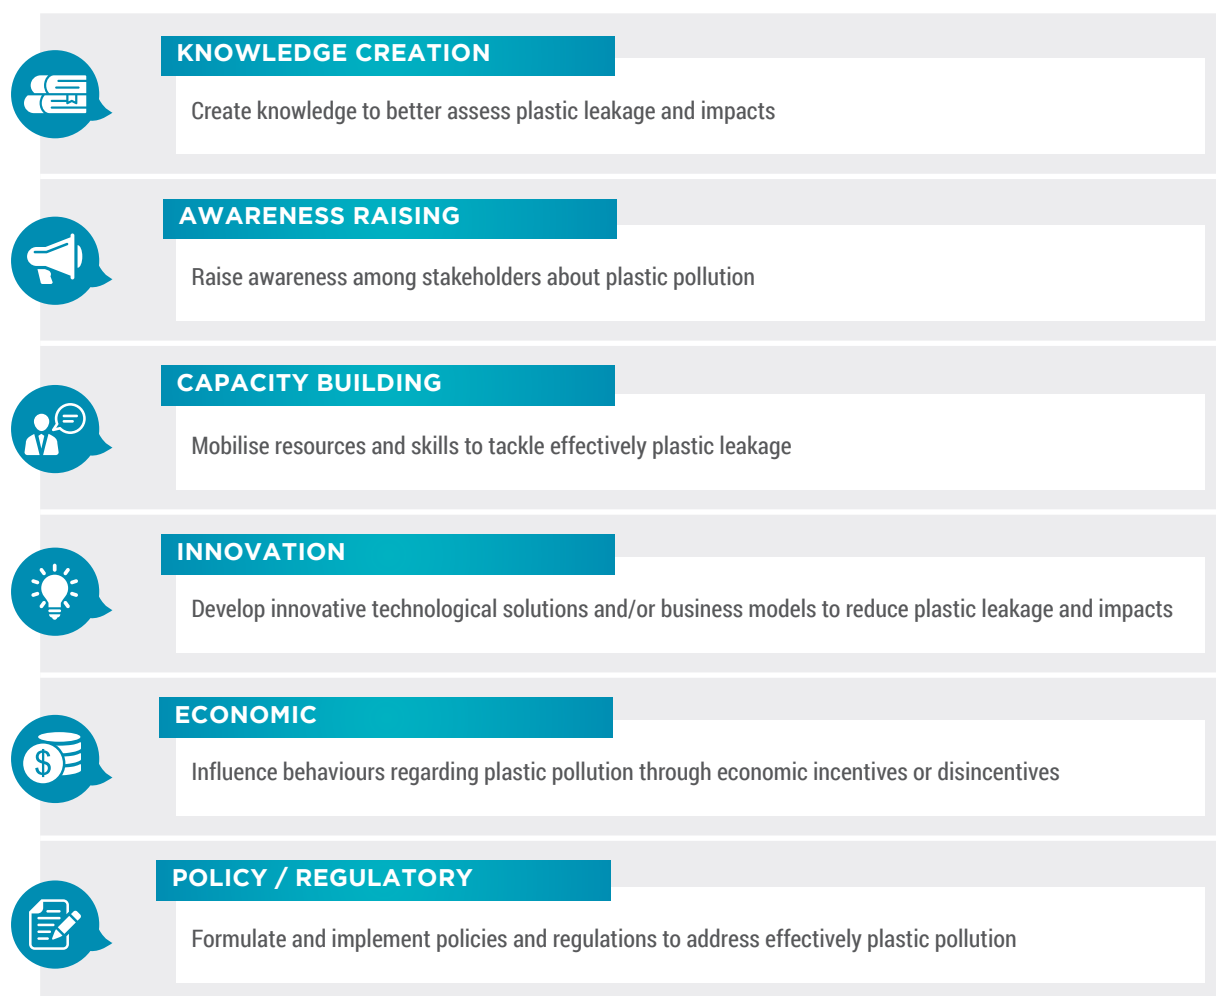 KNOWLEDGE CREATION
Create knowledge to better assess plastic leakage and impacts
AWARENESS RAISING
Raise awareness among stakeholders about plastic pollution
CAPACITY BUILDING
Mobilise resources and skills to tackle effectively plastic leakage
INNOVATION
Develop innovative technological solutions and/or business models to reduce plastic leakage and impacts
ECONOMIC
$
Influence behaviours regarding plastic pollution through economic incentives or disincentives
POLICY / REGULATORY
Formulate and implement policies and regulations to address effectively plastic pollution